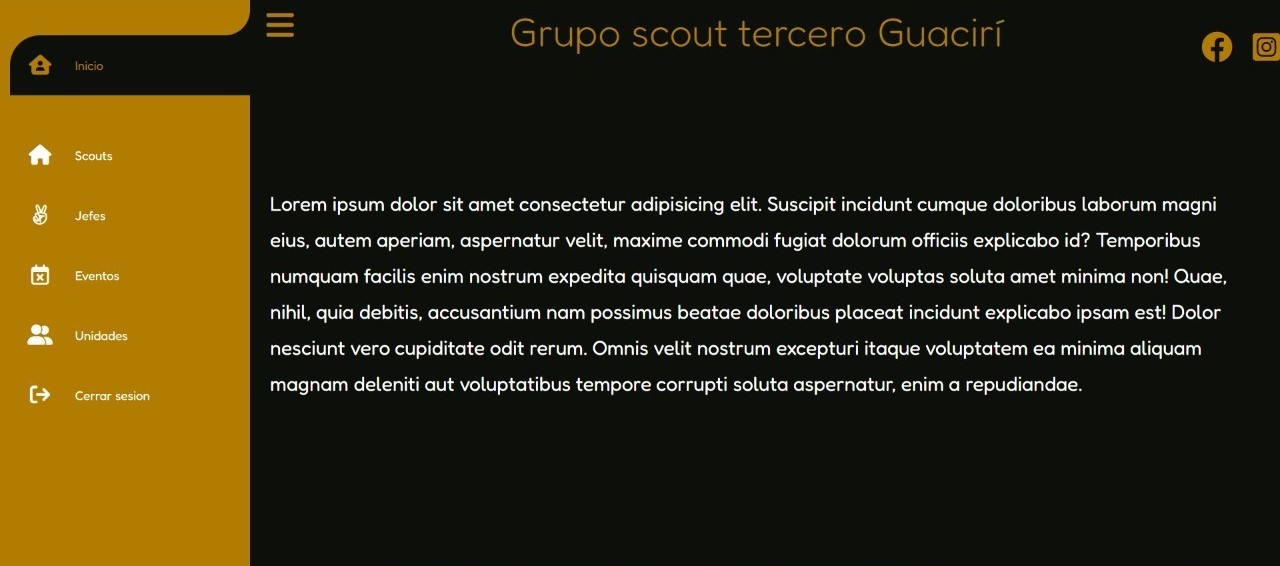 Grupo scout tercero Guacirí
Inicio
Scouts
Jefes
Eventos
Unidades
Cerrar sesion
Lorem ipsum dolor sit amet consectetur adipisicing elit. Suscipit incidunt cumque doloribus laborum magni
eius, autem aperiam, aspernatur velit, maxime commodi fugiat dolorum officiis explicabo id? Temporibus
numquam facilis enim nostrum expedita quisquam quae, voluptate voluptas soluta amet minima non! Quae,
nihil, quia debitis, accusantium nam possimus beatae doloribus placeat incidunt explicabo ipsam est! Dolor
nesciunt vero cupiditate odit rerum. Omnis velit nostrum excepturi itaque voluptatem ea minima aliquam
magnam deleniti aut voluptatibus tempore corrupti soluta aspernatur, enim a repudiandae.